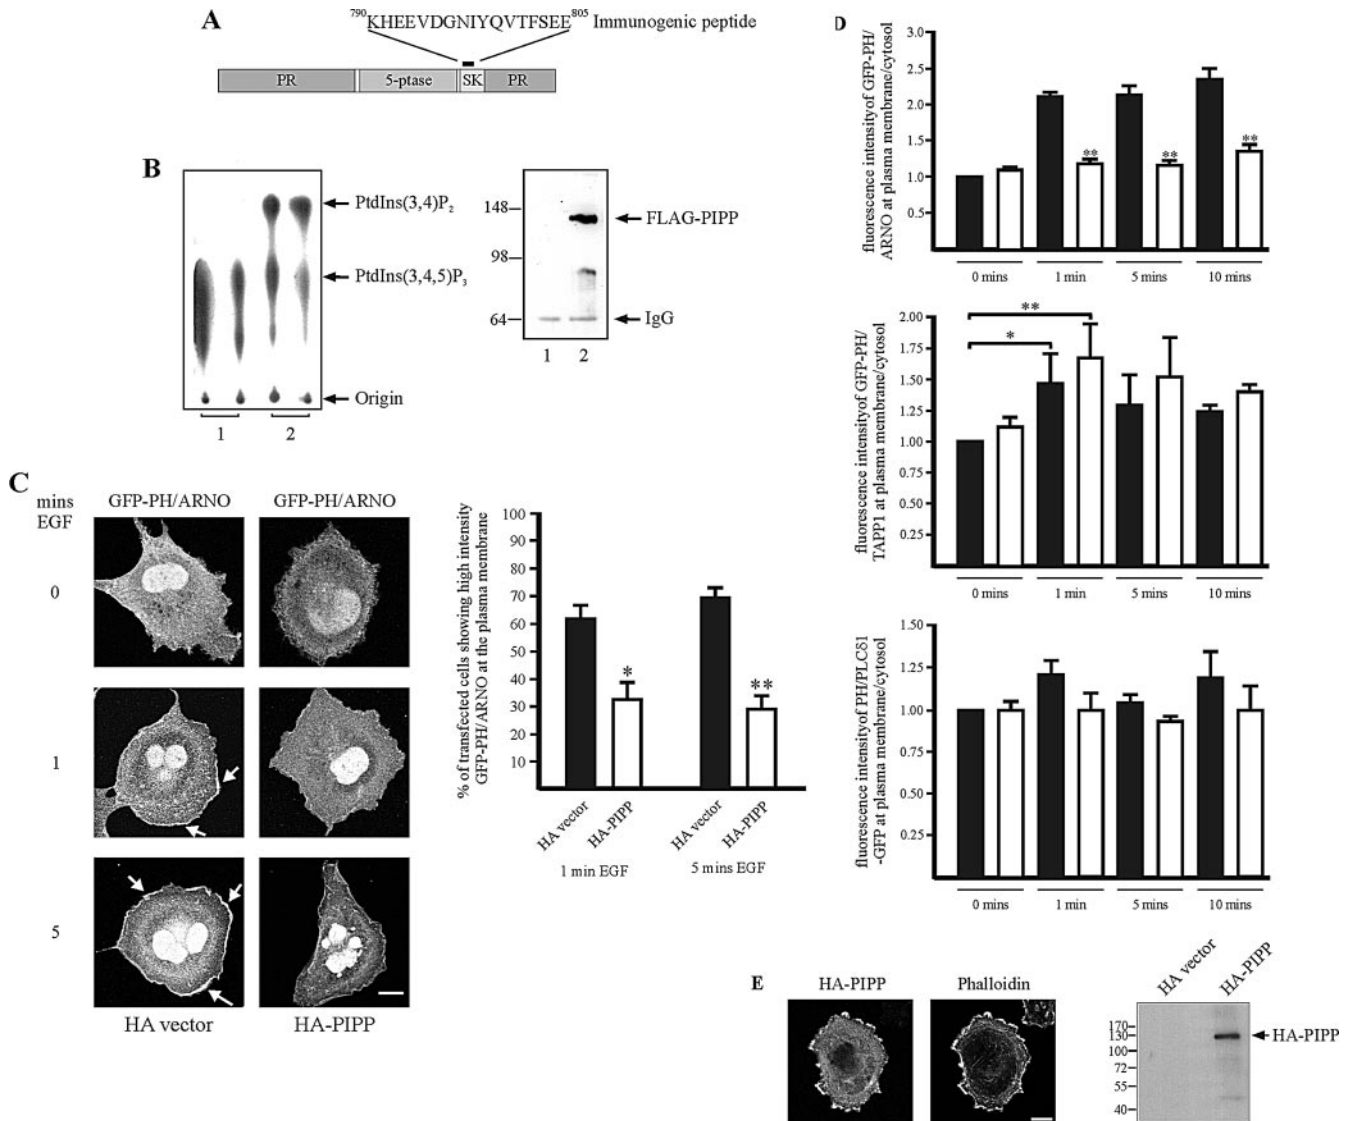 A
790KHEEVDGNIYQVTFSEE805 Immunogenic peptide
PR 5-ptase SK PR
B
PtdIns(3,4)P2
PtdIns(3,4,5)P3
Origin
1 2
148
98
64
FLAG-PIPP
IgG
1 2
C
mins
EGF
GFP-PH/ARNO GFP-PH/ARNO
0
1
5
HA vector HA-PIPP
% of transfected cells showing high intensity
GFP-PH/ARNO at the plasma membrane
100
90
80
70
60
50
40
30
20
10
*
**
HA vector HA-PIPP HA vector HA-PIPP
1 min EGF 5 mins EGF
D
fluorescence intensityof GFP-PH/
ARNO at plasma membrane/cytosol
3.0
2.5
2.0
1.5
1.0
0.5
** ** **
0 mins 1 min 5 mins 10 mins
fluorescence intensityof GFP-PH/
TAPP1 at plasma membrane/cytosol
2.00
1.75
1.50
1.25
1.00
0.75
0.50
0.25
**
*
0 mins 1 min 5 mins 10 mins
fluorescence intensityof PH/PLCδ1
-GFP at plasma membrane/cytosol
1.50
1.25
1.00
0.75
0.50
0.25
0 mins 1 min 5 mins 10 mins
E
HA-PIPP Phalloidin
HA vector HA-PIPP
170
130
100
72
55
40
HA-PIPP